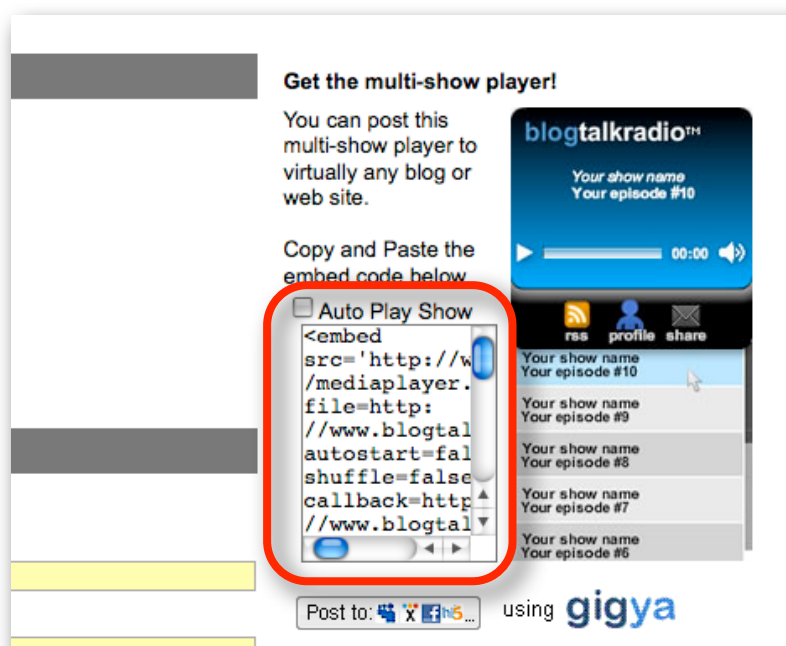 Get the multi-show player!
You can post this
multi-show player to
virtually any blog or
web site.
Copy and Paste the
embed code below
Auto Play Show
<embed
src='http://w
/mediaplayer.
file=http:
//www.blogtal
autostart=fal
shuffle=false
callback=http
//www.blogtal
Post to:
hi5...
using gigya
blogtalkradio™
Your show name
Your episode #10
00:00
rss profile share
Your show name
Your episode #10
Your show name
Your episode #9
Your show name
Your episode #8
Your show name
Your episode #7
Your show name
Your episode #6